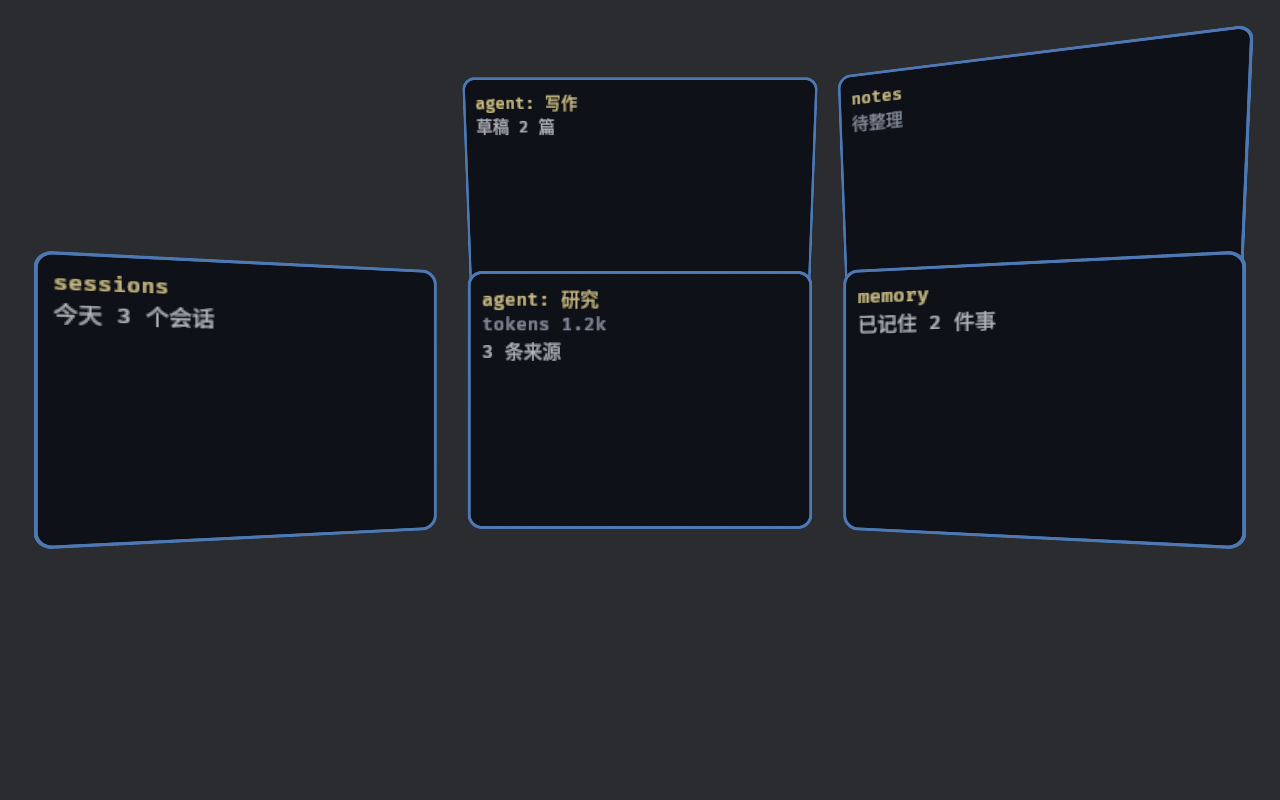 agent: 写作
草稿 2 篇
notes
待整理
sessions
今天 3 个会话
agent: 研究
tokens 1.2k
3 条来源
memory
已记住 2 件事